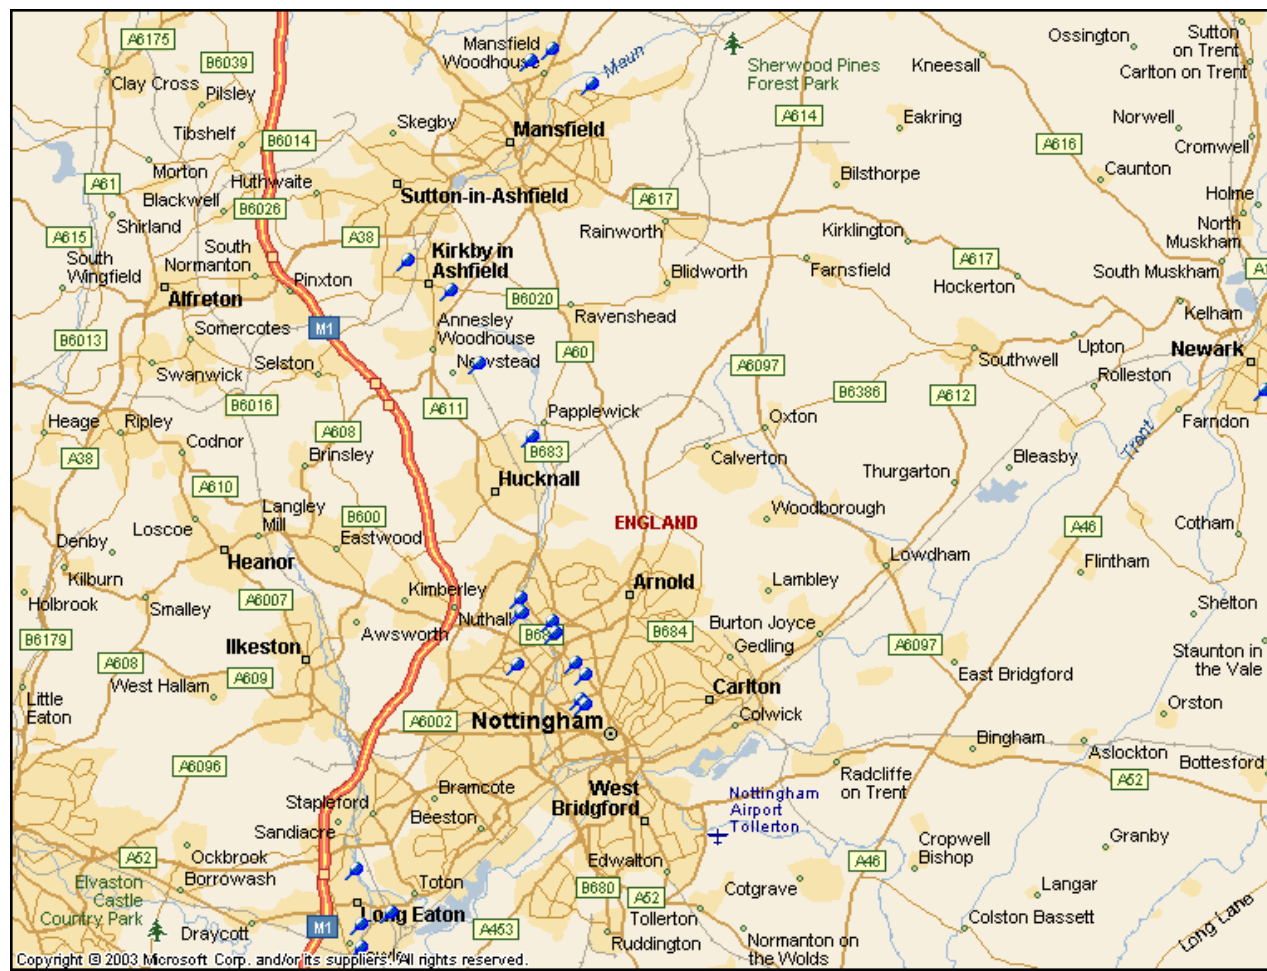 A6175
Mansfield
Woodhouse
Maun
Ossington
Sutton
on Trent
B6039
Sherwood Pines
Forest Park
Kneesall
Carlton on Trent
Clay Cross
Pilsley
A614
Eakring
Norwell
Skegby
Mansfield
Tibshelf
B6014
A616
Cromwell
Morton
Bilsthorpe
Caunton
A61
Huthwaite
Sutton-in-Ashfield
A617
Holme
Blackwell
B6026
Shirland
Rainworth
Kirklington
North
Muskham
A615
South
Normanton
A38
Kirkby in
Ashfield
A617
South
Wingfield
Pinxton
Blidworth
Farnsfield
South Muskham
A1
Hockerton
Alfreton
B6020
Ravenshead
Kelham
Somercotes
M1
Annesley
Woodhouse
B6013
A60
Southwell
Upton
Newark
Selston
Newstead
A6097
Swanwick
Rolleston
B6016
A611
Papplewick
B6386
A612
Heage
Ripley
A608
Oxton
Farndon
Codnor
Trent
A38
Brinsley
B683
Calverton
Bleasby
Hucknall
Thurgarton
A610
Langley
Mill
B600
Woodborough
Loscoe
ENGLAND
A46
Cotham
Denby
Eastwood
Lowdham
Heanor
Flintham
Kilburn
Arnold
Lambley
Holbrook
Kimberley
Smalley
A6007
Shelton
Nuthall
Burton Joyce
B6179
Awsworth
B684
Gedling
A6097
Staunton in
the Vale
Ilkeston
A608
A609
East Bridgford
West Hallam
Carlton
Little
Eaton
Orston
A6002
Nottingham
Colwick
Bingham
Aslockton
A6096
Bottesford
Radcliffe
on Trent
A52
Bramcote
West
Bridgford
Nottingham
Airport
Tollerton
Stapleford
Beeston
Sandiacre
Granby
Cropwell
Bishop
A52
Ockbrook
Edwalton
A46
Elvaston
Castle
Country Park
Borrowash
Toton
B680
A52
Cotgrave
Langar
Long Eaton
Tollerton
Colston Bassett
Draycott
M1
A453
Ruddington
Normanton on
the Wolds
Long Lane
Copyright © 2003 Microsoft Corp. and/or its suppliers. All rights reserved.